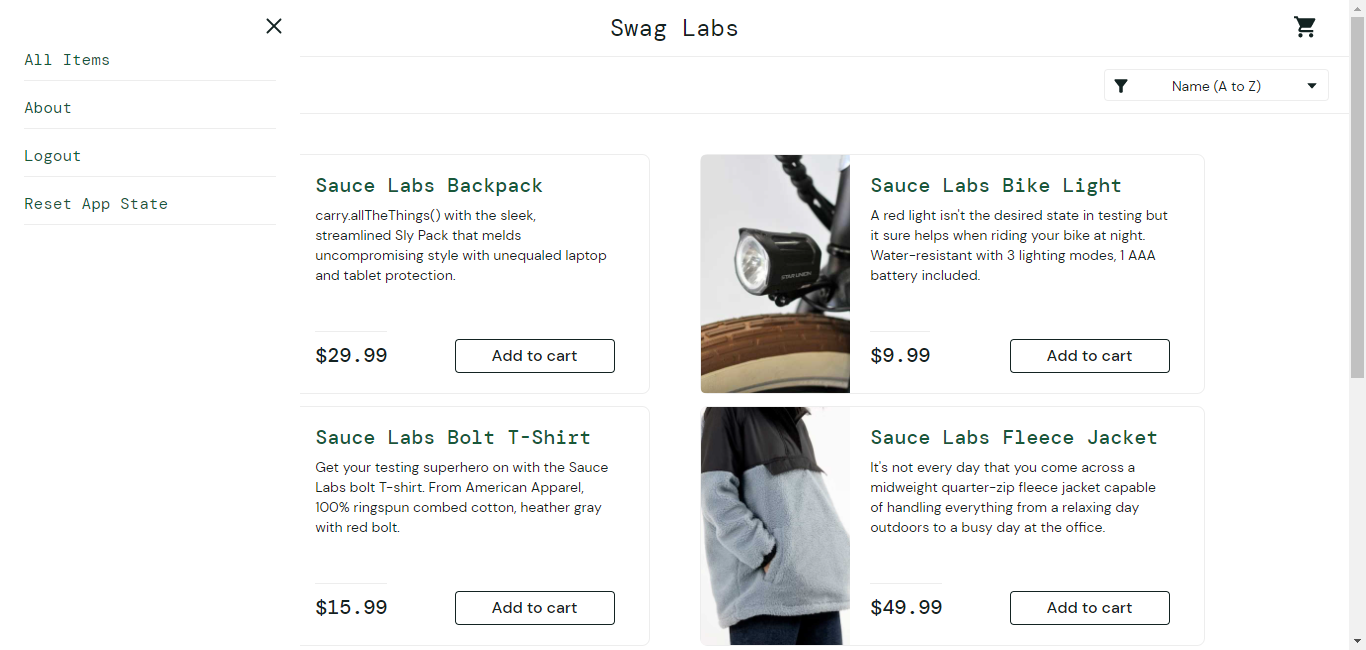 All Items
About
Logout
Reset App State
Swag Labs
Name (A to Z)
Sauce Labs Backpack
carry.allTheThings() with the sleek,
streamlined Sly Pack that melds
uncompromising style with unequaled laptop
and tablet protection.
$29.99
Add to cart
Sauce Labs Bike Light
A red light isn't the desired state in testing but
it sure helps when riding your bike at night.
Water-resistant with 3 lighting modes, 1 AAA
battery included.
$9.99
Add to cart
STAR UNION
Sauce Labs Bolt T-Shirt
Get your testing superhero on with the Sauce
Labs bolt T-shirt. From American Apparel,
100% ringspun combed cotton, heather gray
with red bolt.
$15.99
Add to cart
Sauce Labs Fleece Jacket
It's not every day that you come across a
midweight quarter-zip fleece jacket capable
of handling everything from a relaxing day
outdoors to a busy day at the office.
$49.99
Add to cart